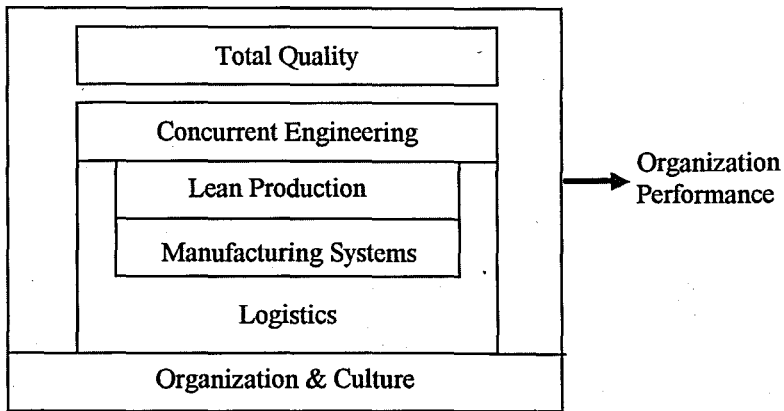 Total Quality
Concurrent Engineering
Lean Production
Manufacturing Systems
Logistics
Organization & Culture
Organization
Performance